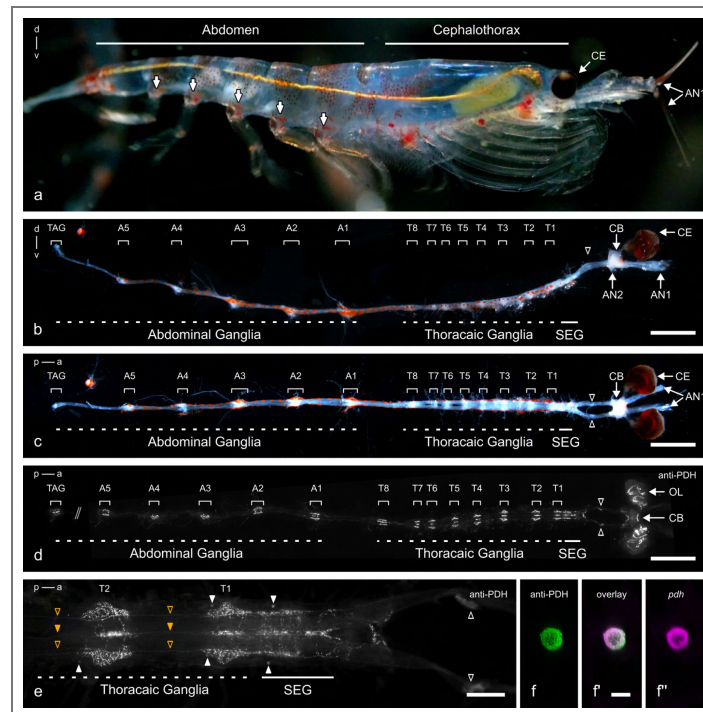 d
v
Abdomen Cephalothorax
CE
AN1
a
d
v
TAG A5 A4 A3 A2 A1 T8 T7 T6 T5 T4 T3 T2 T1 CB CE
AN2 AN1
b Abdominal Ganglia Thoracaic Ganglia SEG
p a
TAG A5 A4 A3 A2 A1 T8 T7 T6 T5 T4 T3 T2 T1 CB CE
AN1
c Abdominal Ganglia Thoracaic Ganglia SEG
p a anti-PDH
TAG A5 A4 A3 A2 A1 T8 T7 T6 T5 T4 T3 T2 T1 OL
CB
d Abdominal Ganglia Thoracaic Ganglia SEG
p a T2 T1 anti-PDH anti-PDH overlay pdh
e Thoracaic Ganglia SEG f f' f"